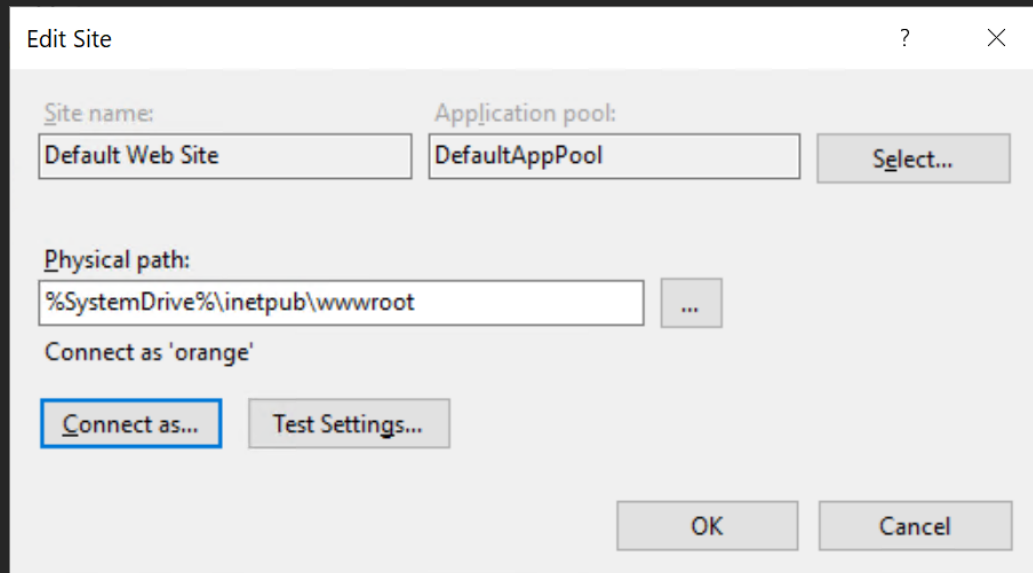 Edit Site
?
Site name:
Application pool:
Default Web Site
DefaultAppPool
Select...
Physical path:
%SystemDrive%\inetpub\wwwroot
...
Connect as 'orange'
Connect as...
Test Settings...
OK
Cancel